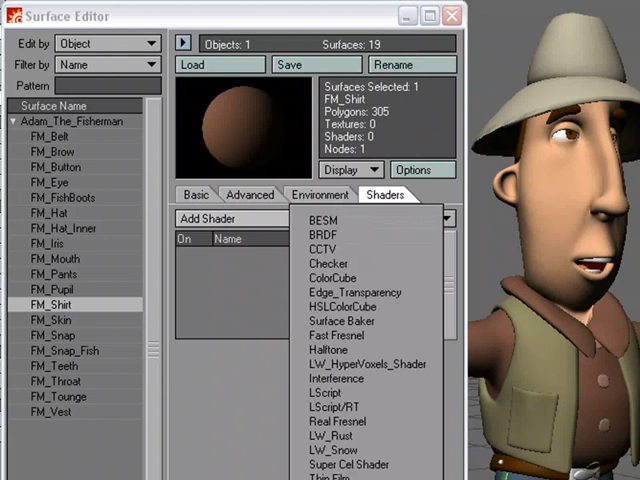 Surface Editor
Edit by Object
Filter by Name
Pattern
Surface Name
Adam_The_Fisherman
FM_Belt
FM_Brow
FM_Button
FM_Eye
FM_FishBoots
FM_Hat
FM_Hat_Inner
FM_Iris
FM_Mouth
FM_Pants
FM_Pupil
FM_Shirt
FM_Skin
FM_Snap
FM_Snap_Fish
FM_Teeth
FM_Throat
FM_Tounge
FM_Vest
Objects: 1 Surfaces: 19
Load Save Rename
Surfaces Selected: 1
FM_Shirt
Polygons: 305
Textures: 0
Shaders: 0
Nodes: 1
Display Options
Basic Advanced Environment Shaders
Add Shader
On Name
BESM
BRDF
CCTV
Checker
ColorCube
Edge_Transparency
HSLColorCube
Surface Baker
Fast Fresnel
Halftone
LW_HyperVoxels_Shader
Interference
LScript
LScript/RT
Real Fresnel
LW_Rust
LW_Snow
Super Cel Shader
Thin Film